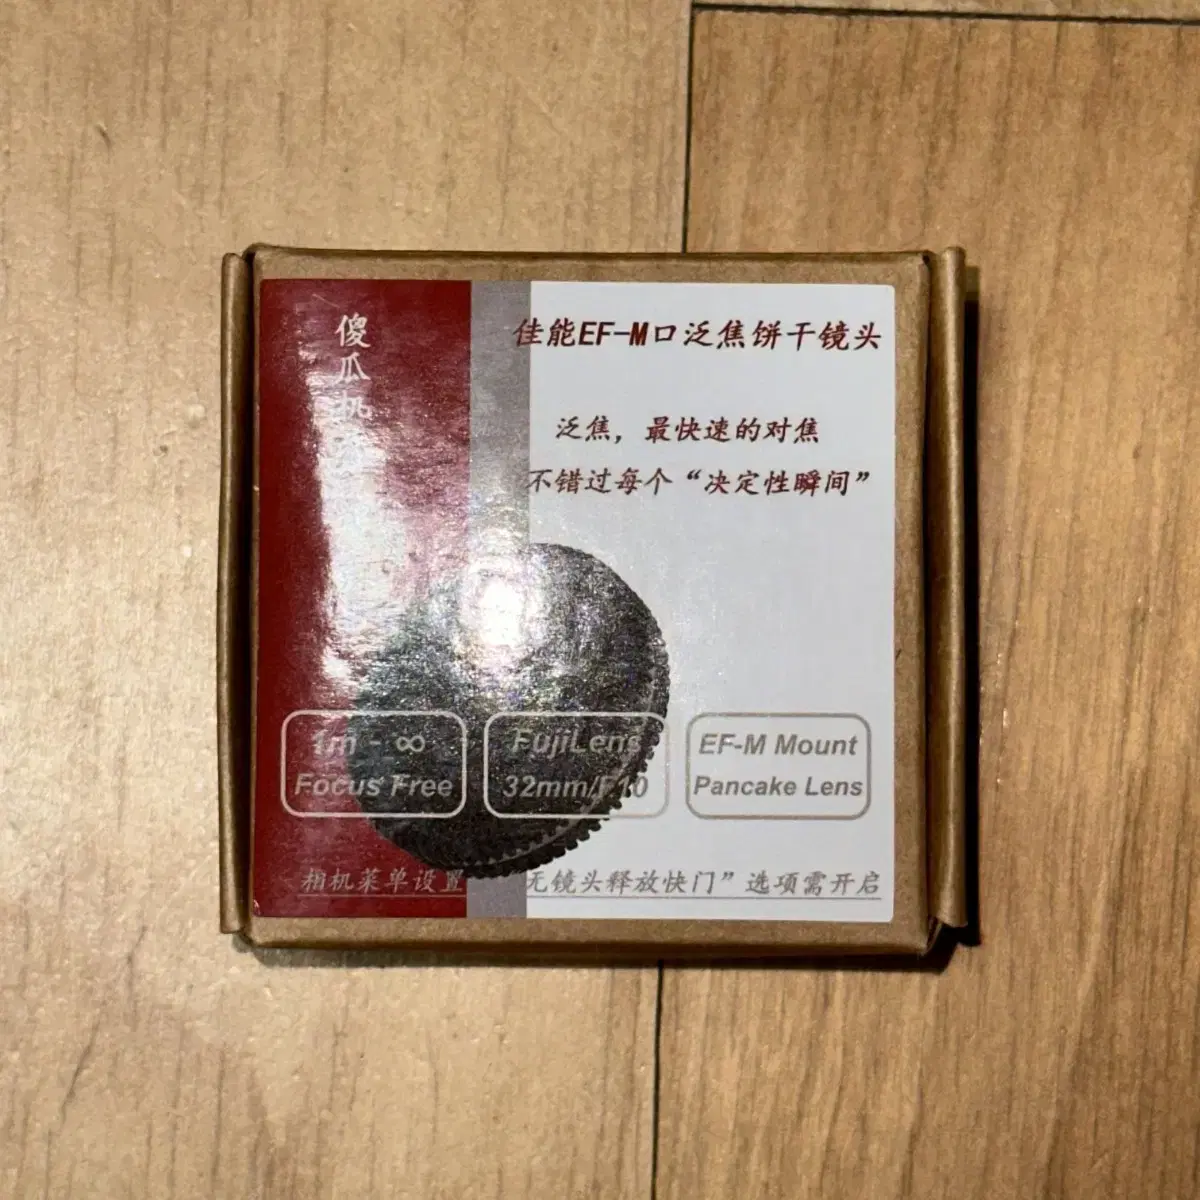 傻瓜机
佳能EF-M口泛焦饼干镜头
泛焦，最快速的对焦
不错过每个“决定性瞬间”
1m - ∞
Focus Free
FujiLens
32mm/F10
EF-M Mount
Pancake Lens
相机菜单设置 无镜头释放快门”选项需开启